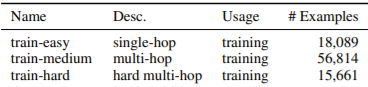 Name Desc. Usage # Examples
train-easy single-hop training 18,089
train-medium multi-hop training 56,814
train-hard hard multi-hop training 15,661